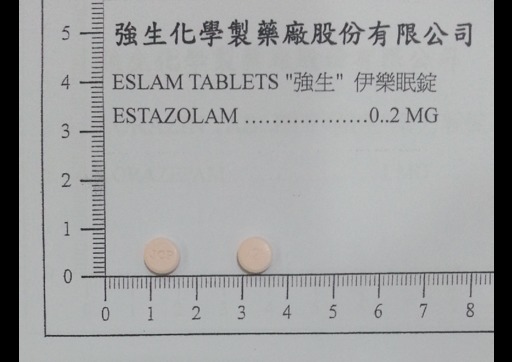 強生化學製藥廠股份有限公司
ESLAM TABLETS "強生" 伊樂眠錠
ESTAZOLAM ..................0..2 MG
5
4
3
2
1
0
JCP
0 1 2 3 4 5 6 7 8